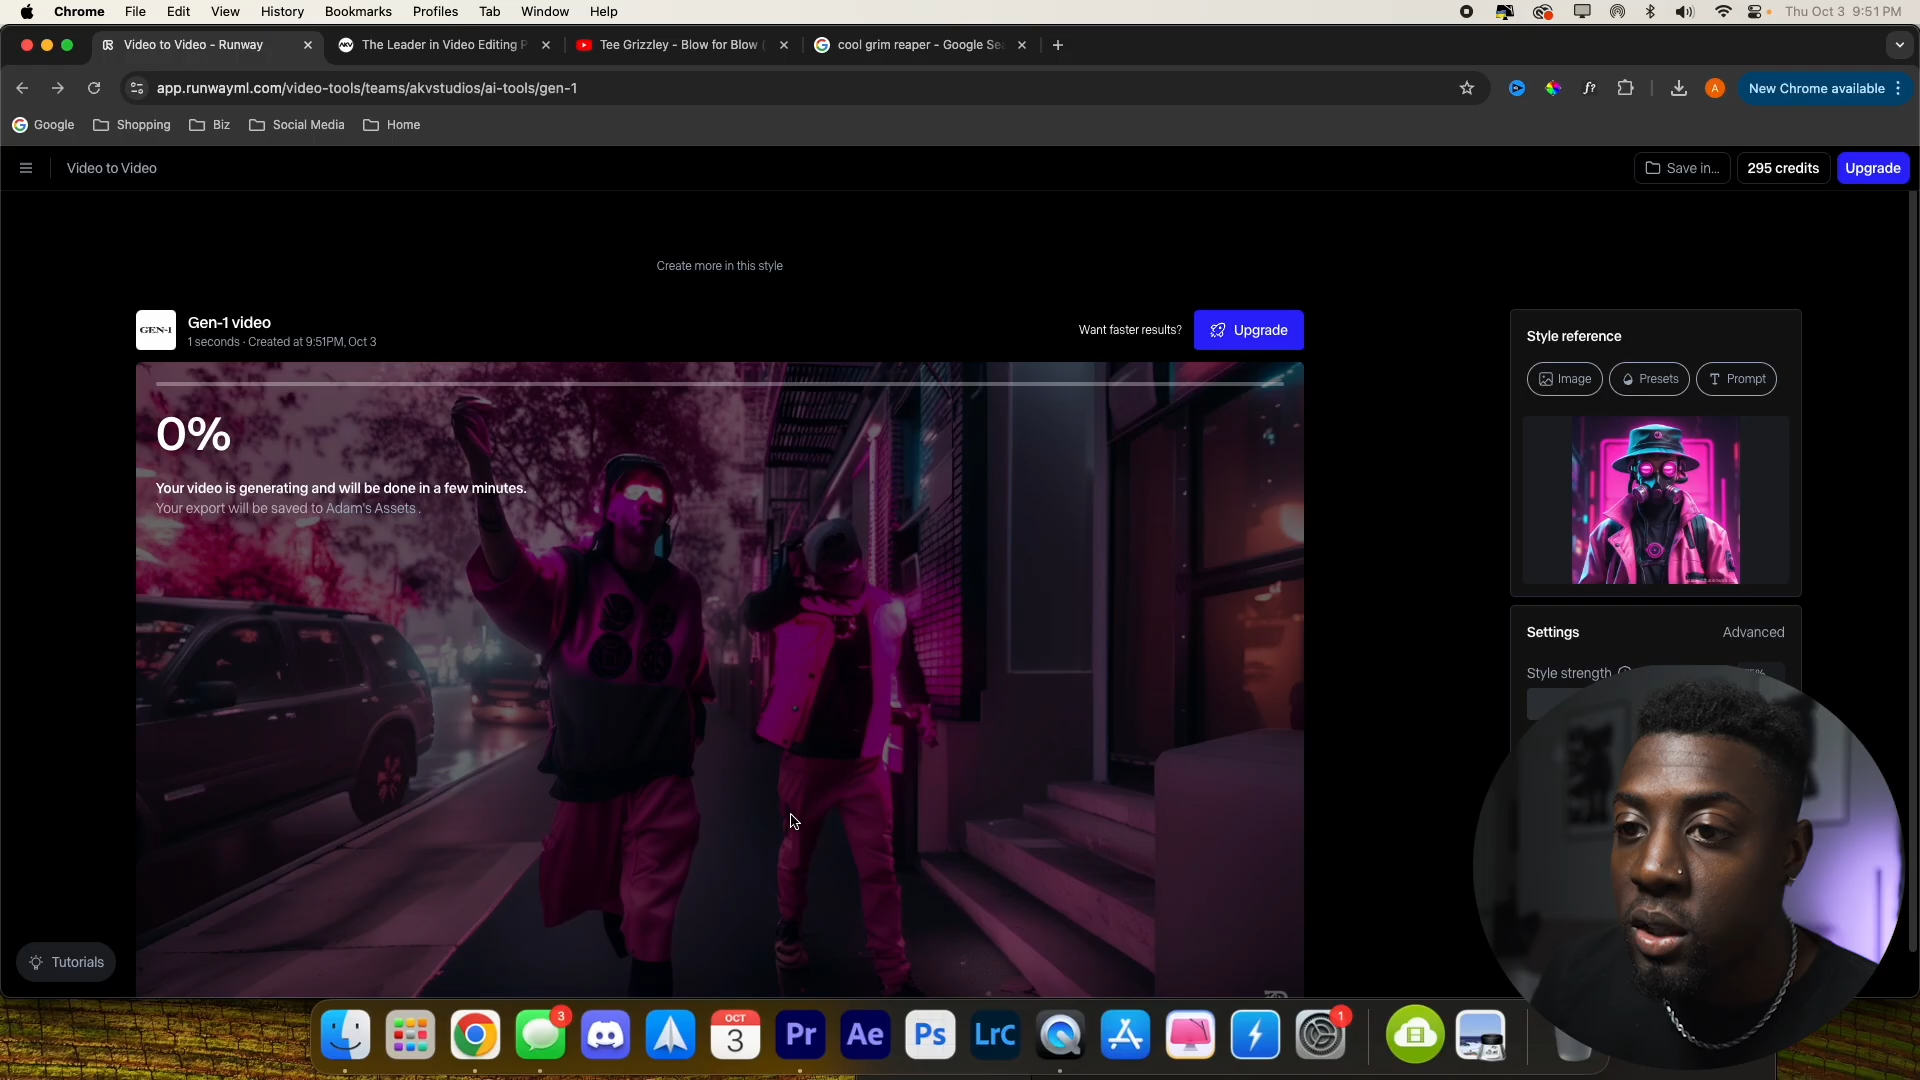 Chrome File Edit View History Bookmarks Profiles Tab Window Help
Thu Oct 3 9:51 PM
Video to Video - Runway
The Leader in Video Editing P
Tee Grizzley - Blow for Blow (
cool grim reaper - Google Se
app.runwayml.com/video-tools/teams/akvstudios/ai-tools/gen-1
A
New Chrome available
Google Shopping Biz Social Media Home
Video to Video
Save in...
295 credits
Upgrade
Create more in this style
GEN-1
Gen-1 video
1 seconds · Created at 9:51PM, Oct 3
Want faster results?
Upgrade
0%
Your video is generating and will be done in a few minutes.
Your export will be saved to Adam's Assets .
Style reference
Image Presets Prompt
Settings
Advanced
Style strength
Tutorials
3
OCT
3
Pr
Ae
Ps
LrC
1